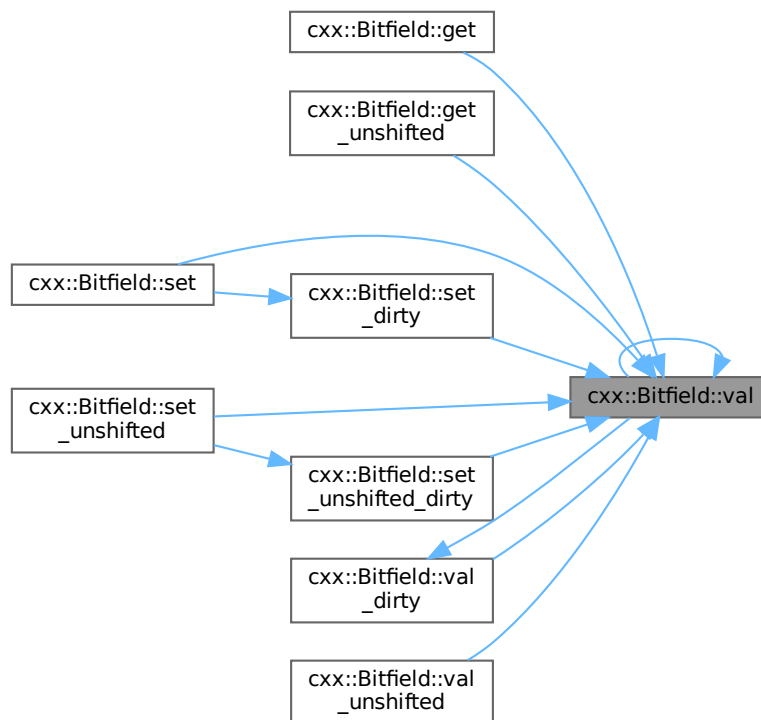 cxx::Bitfield::get
cxx::Bitfield::get
_unshifted
cxx::Bitfield::set
cxx::Bitfield::set
_dirty
cxx::Bitfield::val
cxx::Bitfield::set
_unshifted
cxx::Bitfield::set
_unshifted_dirty
cxx::Bitfield::val
_dirty
cxx::Bitfield::val
_unshifted